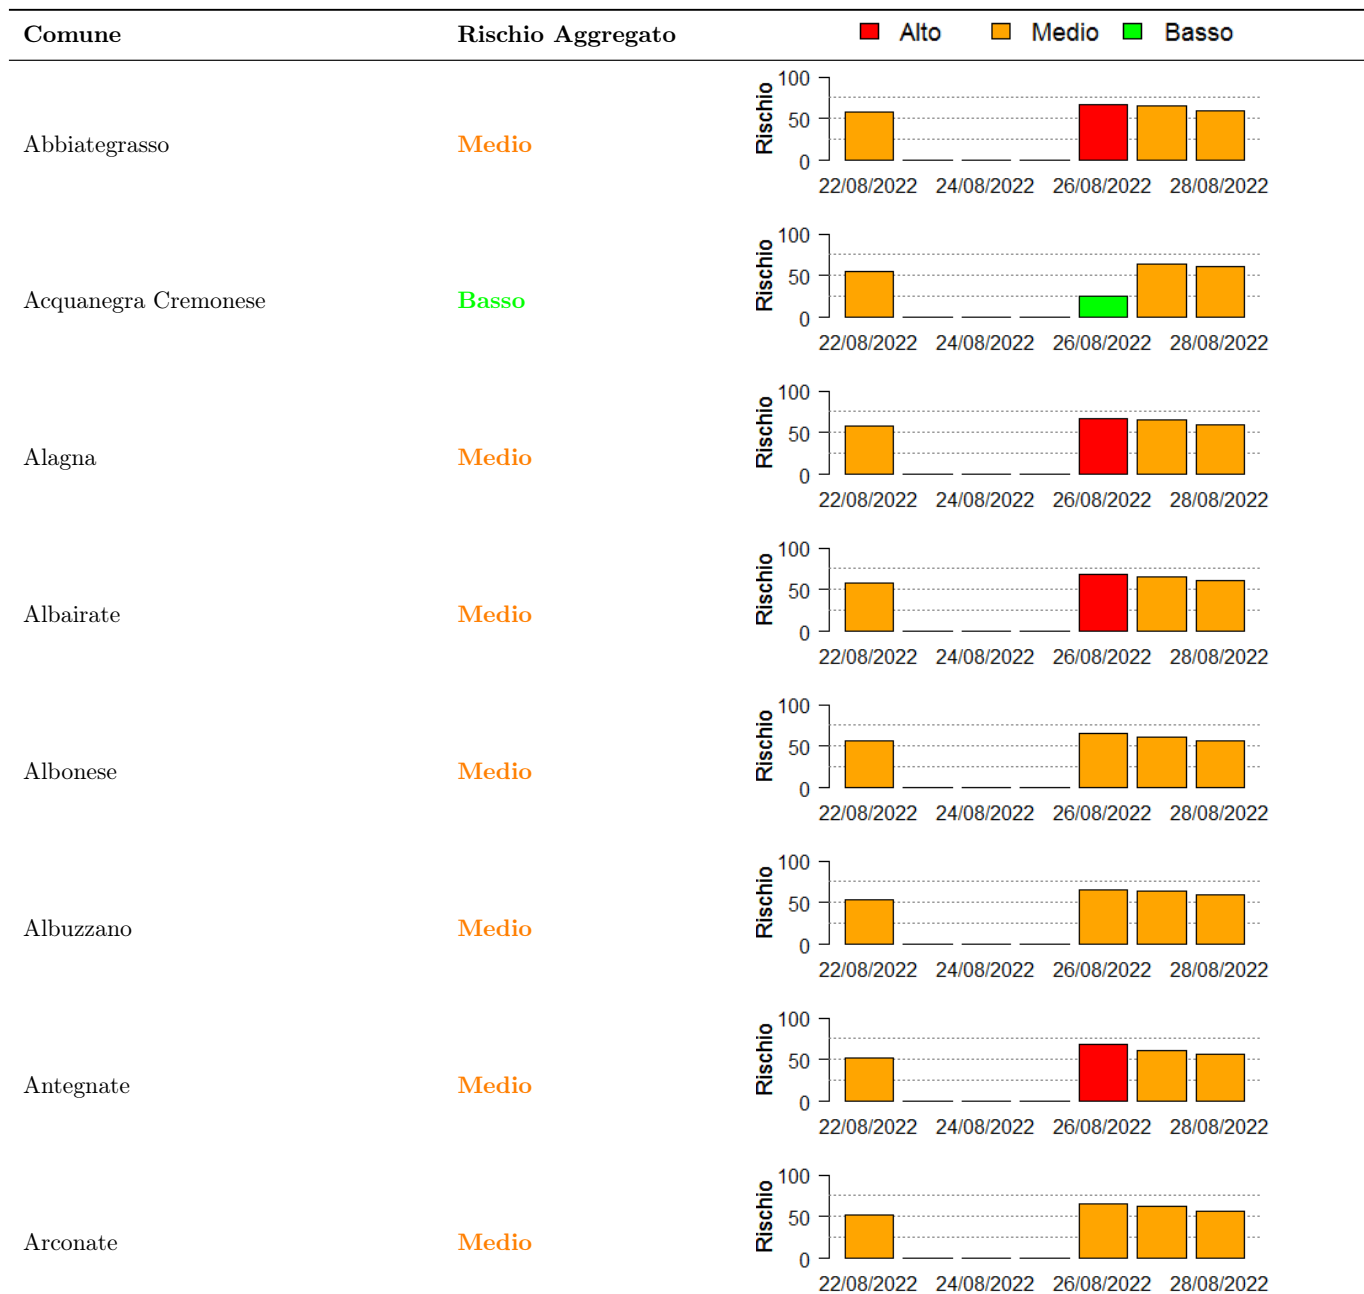 Comune Rischio Aggregato Alto Medio Basso
Abbiategrasso Medio
Rischio
100
50
0
22/08/2022 24/08/2022 26/08/2022 28/08/2022
Acquanegra Cremonese Basso
Rischio
100
50
0
22/08/2022 24/08/2022 26/08/2022 28/08/2022
Alagna Medio
Rischio
100
50
0
22/08/2022 24/08/2022 26/08/2022 28/08/2022
Albairate Medio
Rischio
100
50
0
22/08/2022 24/08/2022 26/08/2022 28/08/2022
Albonese Medio
Rischio
100
50
0
22/08/2022 24/08/2022 26/08/2022 28/08/2022
Albuzzano Medio
Rischio
100
50
0
22/08/2022 24/08/2022 26/08/2022 28/08/2022
Antegnate Medio
Rischio
100
50
0
22/08/2022 24/08/2022 26/08/2022 28/08/2022
Arconate Medio
Rischio
100
50
0
22/08/2022 24/08/2022 26/08/2022 28/08/2022